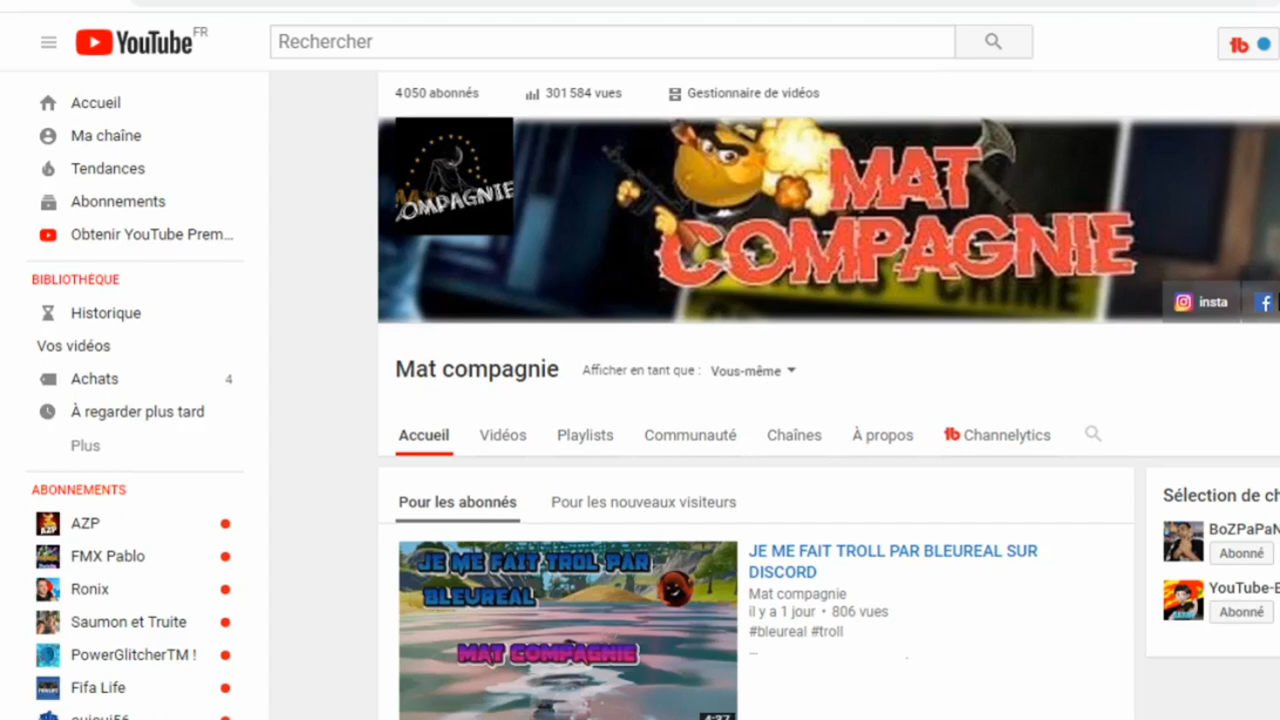 YouTube FR
Rechercher
Accueil
Ma chaîne
Tendances
Abonnements
Obtenir YouTube Prem...
BIBLIOTHÈQUE
Historique
Vos vidéos
Achats 4
À regarder plus tard
Plus
ABONNEMENTS
AZP
FMX Pablo
Ronix
Saumon et Truite
PowerGlitcherTM !
Fifa Life
4 050 abonnés 301 584 vues Gestionnaire de vidéos
MAT
COMPAGNIE
MAT
COMPAGNIE
insta
Mat compagnie Afficher en tant que : Vous-même
Accueil Vidéos Playlists Communauté Chaînes À propos Channelytics
Pour les abonnés Pour les nouveaux visiteurs
JE ME FAIT TROL PAR
BLEUREAL
MAT COMPAGNIE
4:37
JE ME FAIT TROLL PAR BLEUREAL SUR
DISCORD
Mat compagnie
il y a 1 jour • 806 vues
#bleureal #troll
Sélection de ch
BoZPaPaN
Abonné
YouTube-E
Abonné